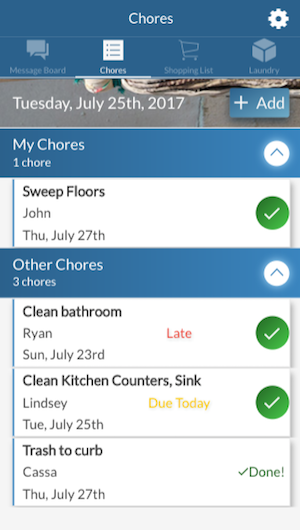 Chores
Message Board
Chores
Shopping List
Laundry
Tuesday, July 25th, 2017
+ Add
My Chores
1 chore
Sweep Floors
John
Thu, July 27th
Other Chores
3 chores
Clean bathroom
Ryan Late
Sun, July 23rd
Clean Kitchen Counters, Sink
Lindsey Due Today
Tue, July 25th
Trash to curb
Cassa ✓Done!
Thu, July 27th